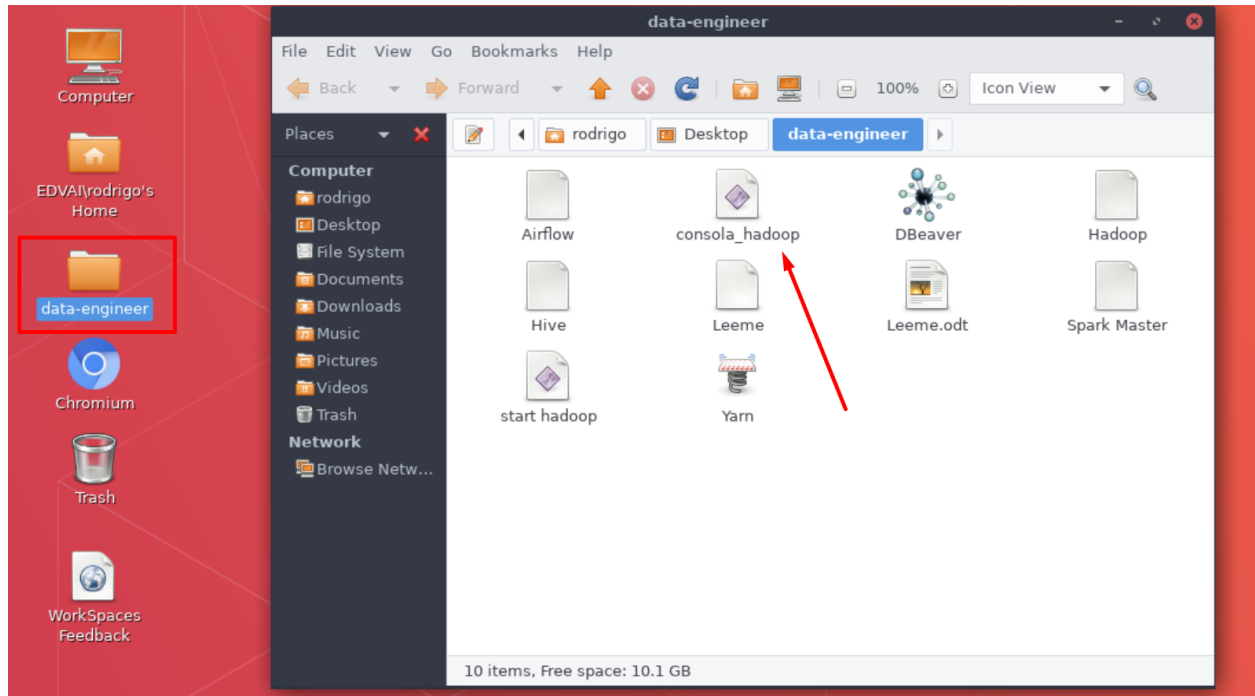 Computer
EDVAI\rodrigo's
Home
data-engineer
Chromium
Trash
WorkSpaces
Feedback
data-engineer
File Edit View Go Bookmarks Help
Back Forward 100% Icon View
Places
rodrigo Desktop data-engineer
Computer
rodrigo
Desktop
File System
Documents
Downloads
Music
Pictures
Videos
Trash
Network
Browse Netw...
Airflow consola_hadoop DBeaver Hadoop
Hive Leeme Leeme.odt Spark Master
start hadoop Yarn
10 items, Free space: 10.1 GB